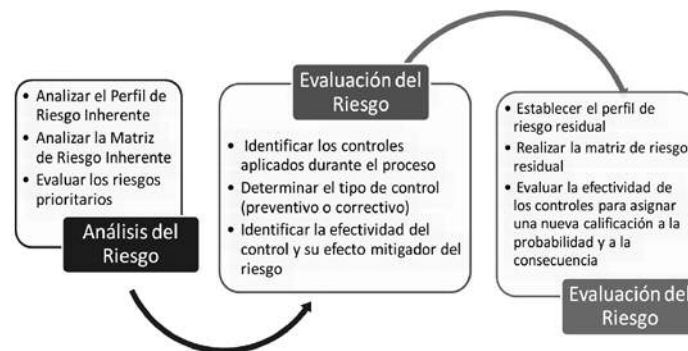 • Analizar el Perfil de
Riesgo Inherente
• Analizar la Matriz
de Riesgo Inherente
• Evaluar los riesgos
prioritarios
Análisis del
Riesgo
Evaluación del
Riesgo
• Identificar los controles
aplicados durante el proceso
• Determinar el tipo de control
(preventivo o correctivo)
• Identificar la efectividad del
control y su efecto mitigador del
riesgo
• Establecer el perfil de
riesgo residual
• Realizar la matriz de riesgo
residual
• Evaluar la efectividad de
los controles para asignar
una nueva calificación a la
probabilidad y a la
consecuencia
Evaluación del
Riesgo